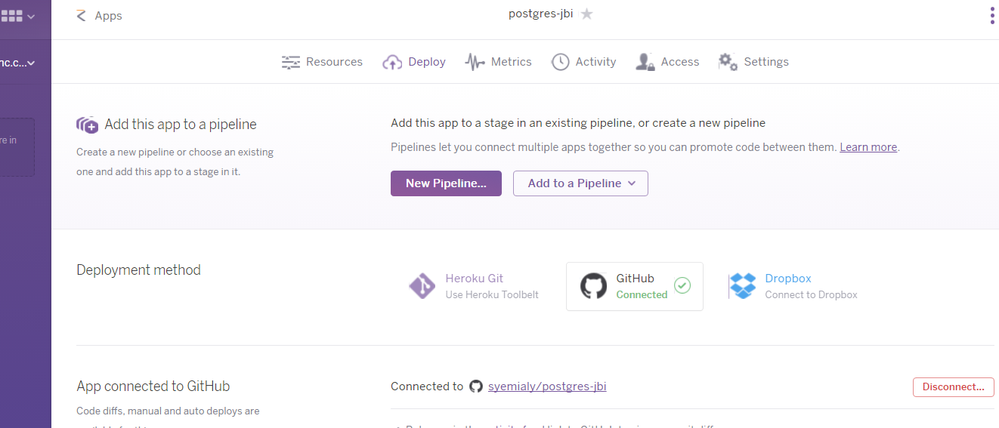 Apps
postgres-jbi
nc.c...
Resources
Deploy
Metrics
Activity
Access
Settings
re in
Add this app to a pipeline
Create a new pipeline or choose an existing
one and add this app to a stage in it.
Add this app to a stage in an existing pipeline, or create a new pipeline
Pipelines let you connect multiple apps together so you can promote code between them. Learn more.
New Pipeline...
Add to a Pipeline
Deployment method
Heroku Git
Use Heroku Toolbelt
GitHub
Connected
Dropbox
Connect to Dropbox
App connected to GitHub
Code diffs, manual and auto deploys are
Connected to syemialy/postgres-jbi
Disconnect...